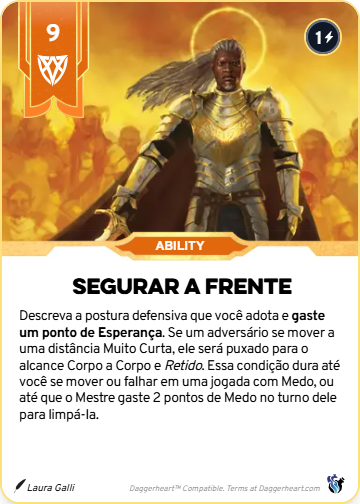 9
1
ABILITY
SEGURAR A FRENTE
Descreva a postura defensiva que você adota e gaste
um ponto de Esperança. Se um adversário se mover a
uma distância Muito Curta, ele será puxado para o
alcance Corpo a Corpo e Retido. Essa condição dura até
você se mover ou falhar em uma jogada com Medo, ou
até que o Mestre gaste 2 pontos de Medo no turno dele
para limpá-la.
Laura Galli
Daggerheart™ Compatible. Terms at Daggerheart.com